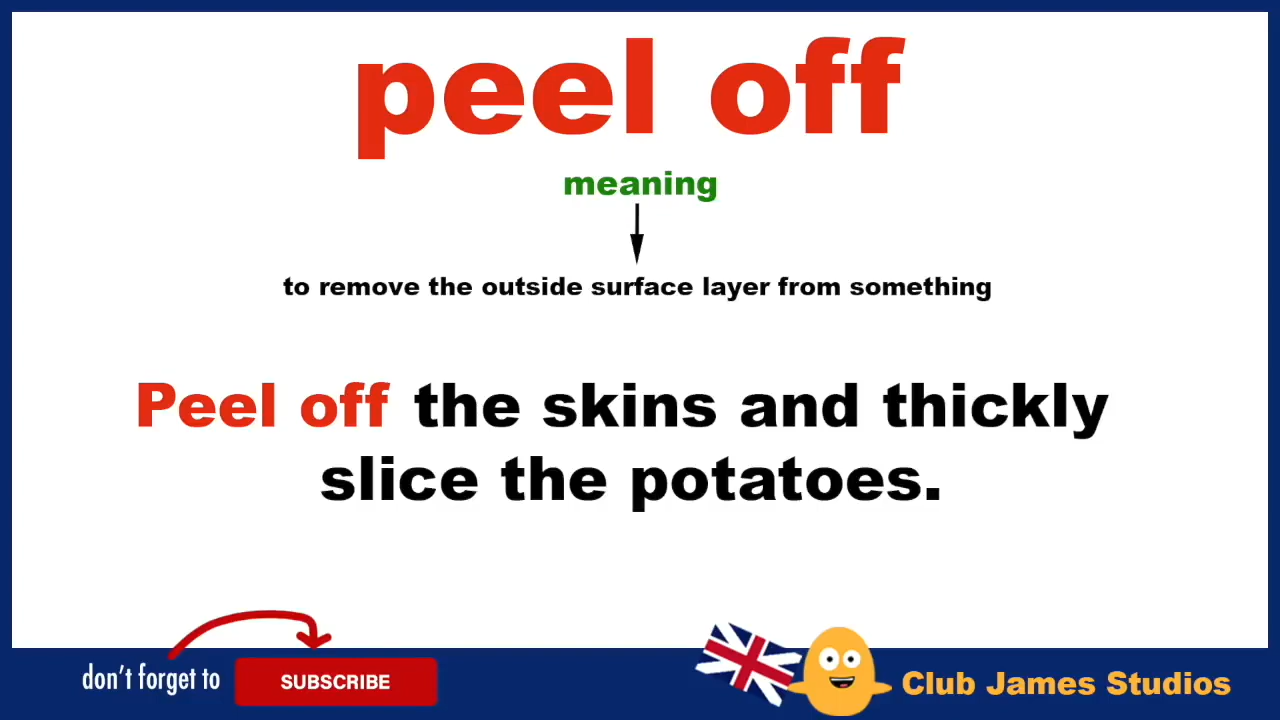 peel off
meaning
to remove the outside surface layer from something
Peel off the skins and thickly
slice the potatoes.
don't forget to
SUBSCRIBE
Club James Studios